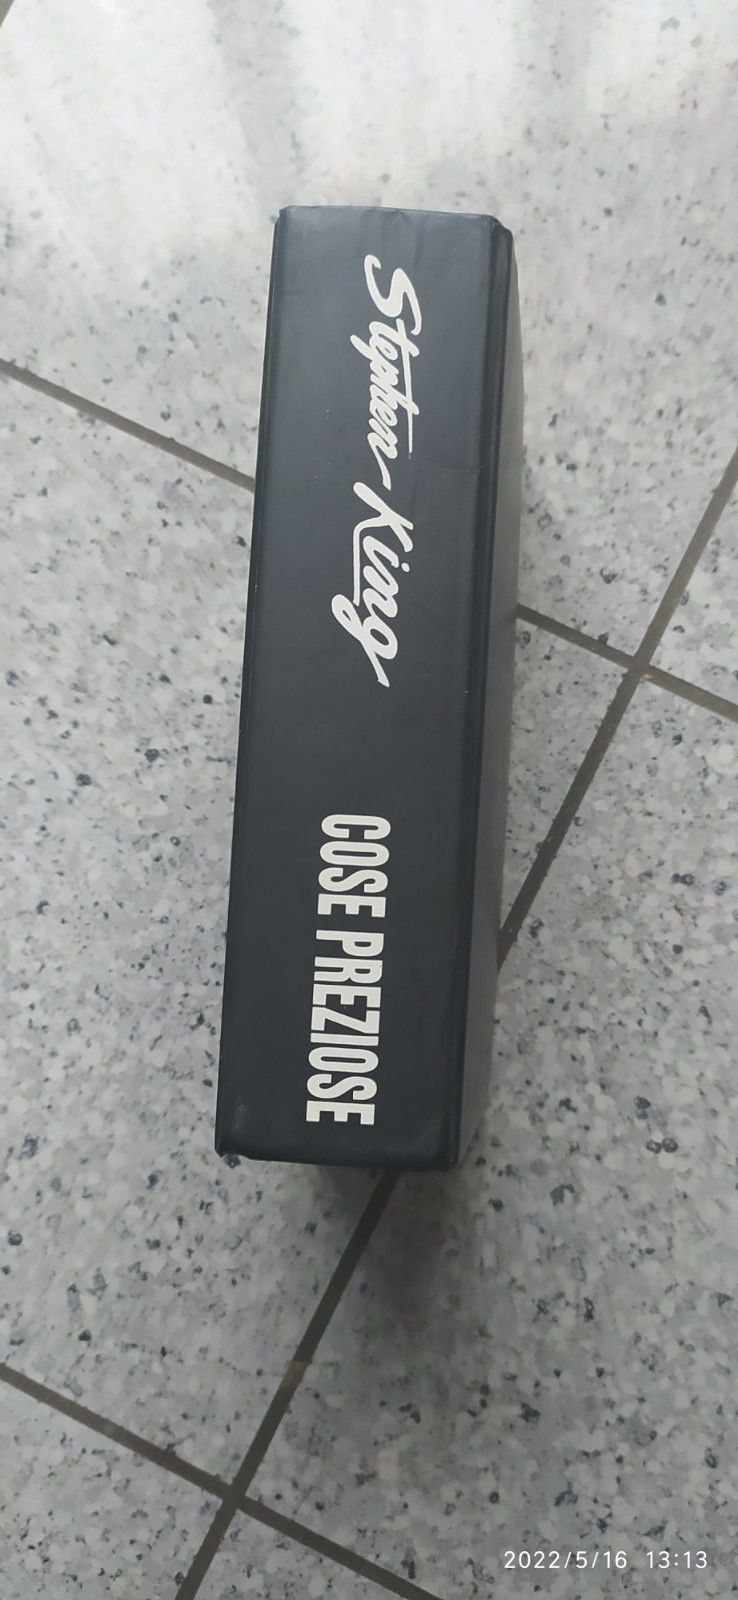 Stephen King
COSE PREZIOSE
2022/5/16 13:13